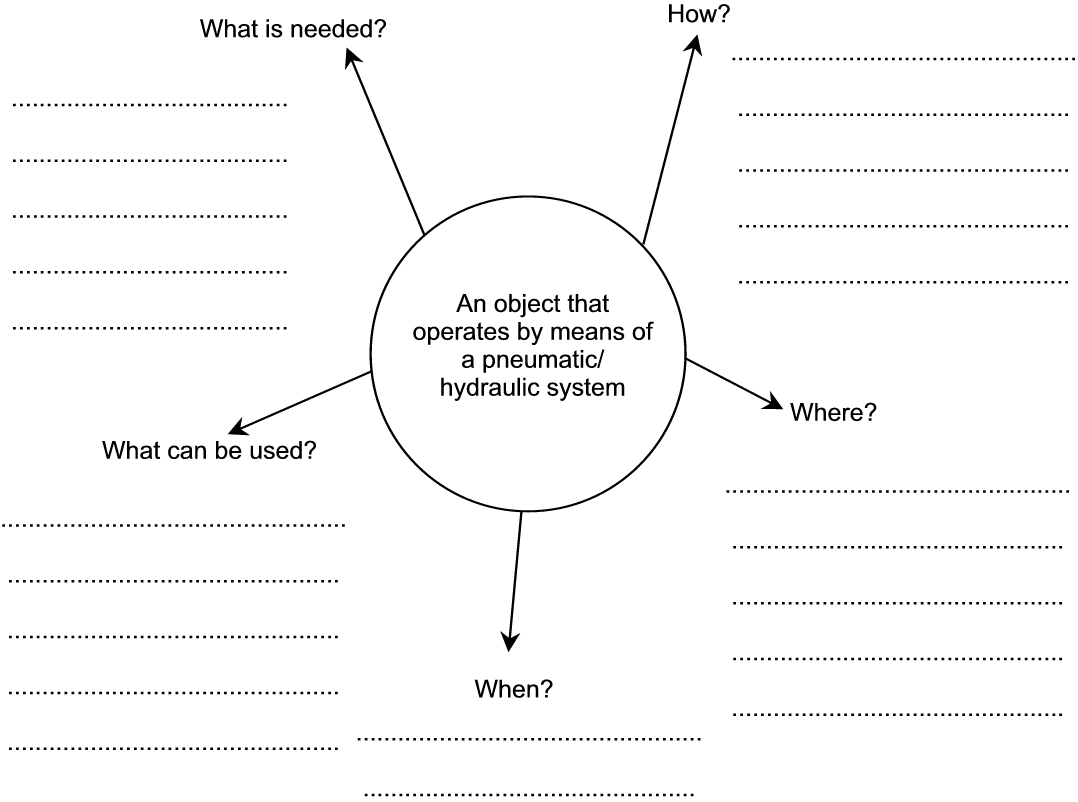 What is needed?
How?
An object that
operates by means of
a pneumatic/
hydraulic system
Where?
What can be used?
When?